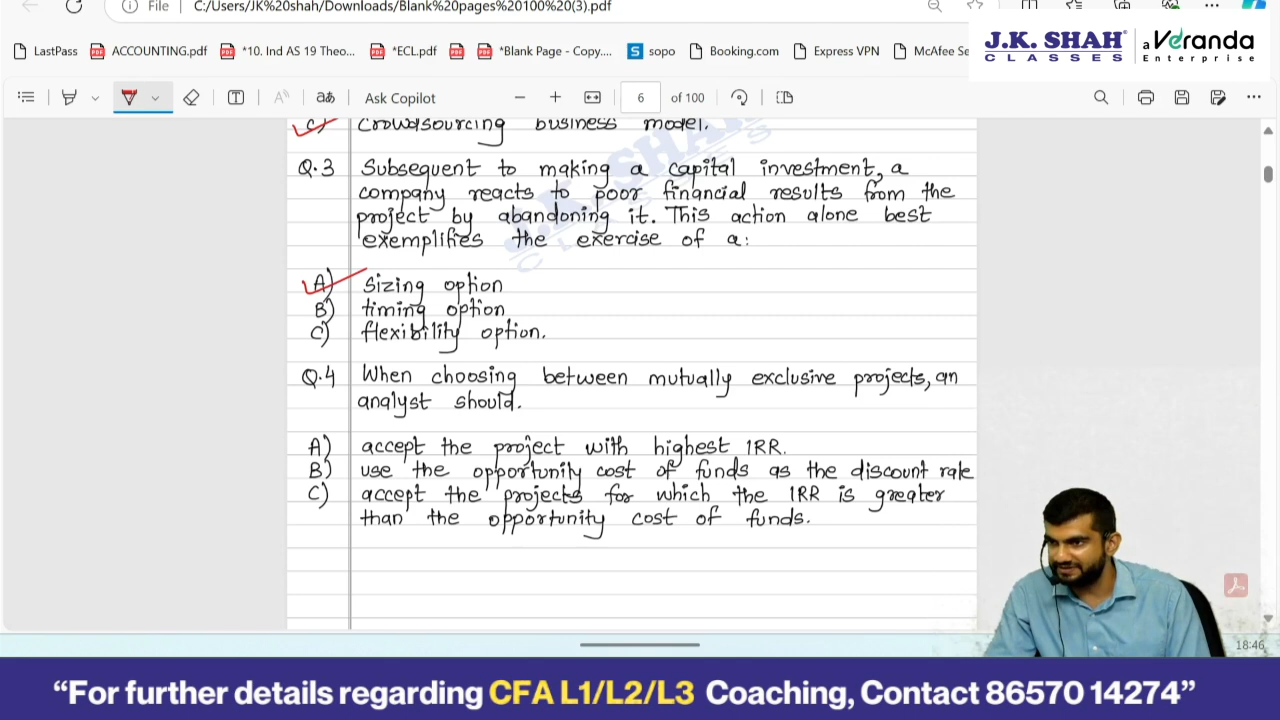 File C:/Users/JK%20shah/Downloads/Blank%20pages%20100%20(3).pdf
LastPass ACCOUNTING.pdf *10. Ind AS 19 Theo... *ECL.pdf *Blank Page - Copy.... sopo Booking.com Express VPN McAfee Se
J.K. SHAH CLASSES a Veranda Enterprise
Ask Copilot 6 of 100
C) Crowdsourcing business model.
Q.3 Subsequent to making a capital investment, a
company reacts to poor financial results from the
project by abandoning it. This action alone best
exemplifies the exercise of a:
A) Sizing option
B) timing option
C) flexibility option.
Q.4 When choosing between mutually exclusive projects, an
analyst should.
A) accept the project with highest IRR.
B) use the opportunity cost of funds as the discount rate
C) accept the projects for which the IRR is greater
than the opportunity cost of funds.
18:46
“For further details regarding CFA L1/L2/L3 Coaching, Contact 86570 14274”